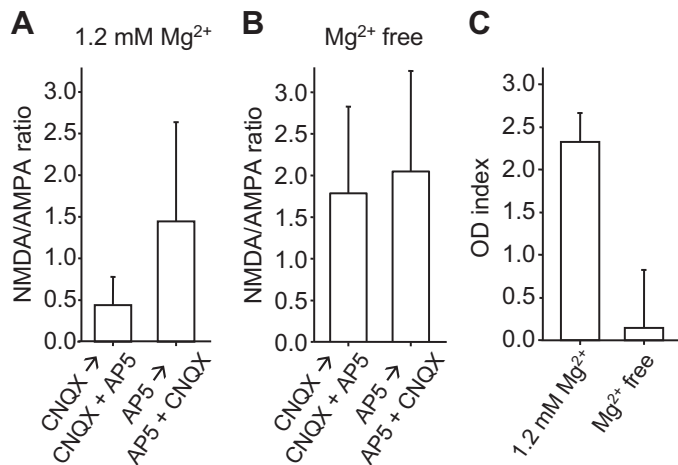 A
1.2 mM Mg²⁺
NMDA/AMPA ratio
3.0
2.5
2.0
1.5
1.0
0.5
0.0
CNQX →
CNQX + AP5
AP5 →
AP5 + CNQX
B
Mg²⁺ free
NMDA/AMPA ratio
3.0
2.5
2.0
1.5
1.0
0.5
0.0
CNQX →
CNQX + AP5
AP5 →
AP5 + CNQX
C
OD index
3.0
2.5
2.0
1.5
1.0
0.5
0.0
1.2 mM Mg²⁺
Mg²⁺ free